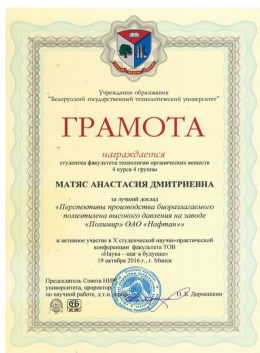 Учреждение образования
"Белорусский государственный технологический университет"
ГРАМОТА
награждается
студентка факультета технологии органических веществ
4 курса 4 группы
МАТЯС АНАСТАСИЯ ДМИТРИЕВНА
за лучший доклад
«Перспективы производства биоразлагаемого
полиэтилена высокого давления на заводе
«Полимир» ОАО «Нафтан»»
и активное участие в X студенческой научно-практической
конференции факультета ТОВ
«Наука – шаг в будущее»
19 октября 2016 г., г. Минск
Председатель Совета НИРС
университета, проректор
по научной работе, д.т.н.
О. Б. Дормешкин